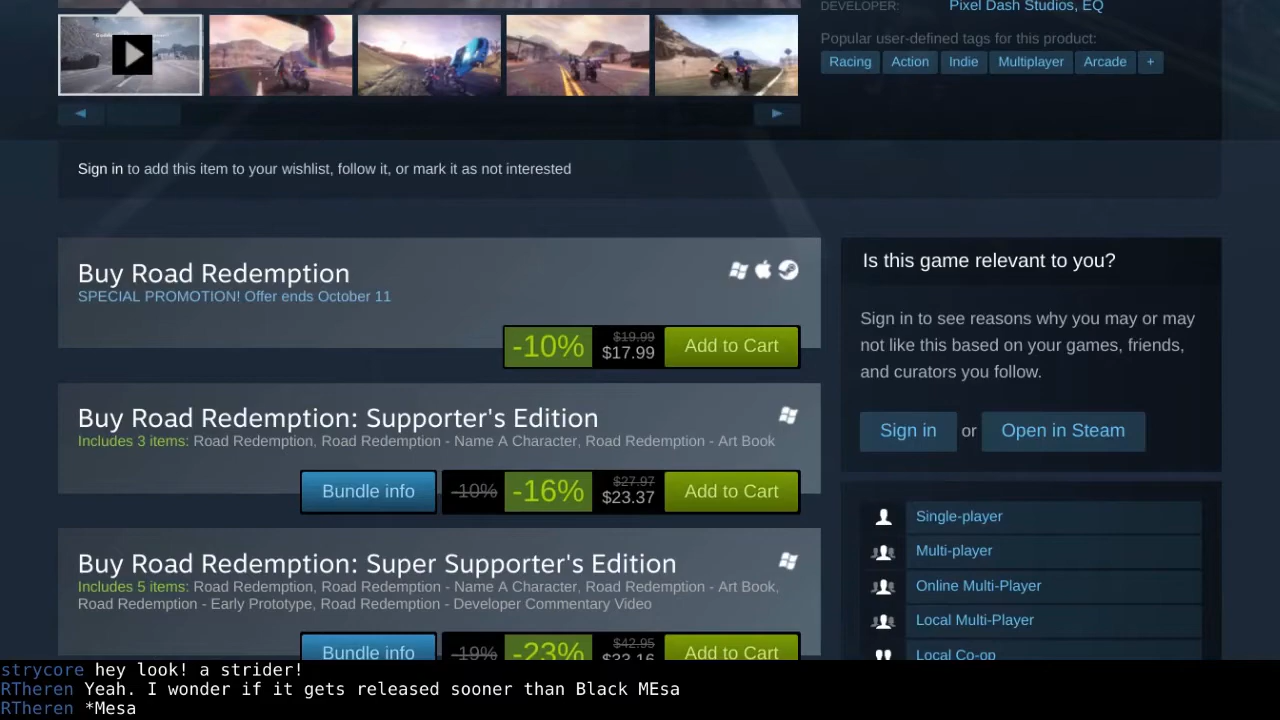 DEVELOPER: Pixel Dash Studios, EQ
Popular user-defined tags for this product:
Racing Action Indie Multiplayer Arcade +
Sign in to add this item to your wishlist, follow it, or mark it as not interested
Buy Road Redemption
SPECIAL PROMOTION! Offer ends October 11
-10% $19.99 $17.99 Add to Cart
Buy Road Redemption: Supporter's Edition
Includes 3 items: Road Redemption, Road Redemption - Name A Character, Road Redemption - Art Book
Bundle info -10% -16% $27.97 $23.37 Add to Cart
Buy Road Redemption: Super Supporter's Edition
Includes 5 items: Road Redemption, Road Redemption - Name A Character, Road Redemption - Art Book,
Road Redemption - Early Prototype, Road Redemption - Developer Commentary Video
Bundle info -19% -23% $42.95 $33.16 Add to Cart
Is this game relevant to you?
Sign in to see reasons why you may or may
not like this based on your games, friends,
and curators you follow.
Sign in or Open in Steam
Single-player
Multi-player
Online Multi-Player
Local Multi-Player
Local Co-op
strycore hey look! a strider!
RTheren Yeah. I wonder if it gets released sooner than Black MEsa
RTheren *Mesa